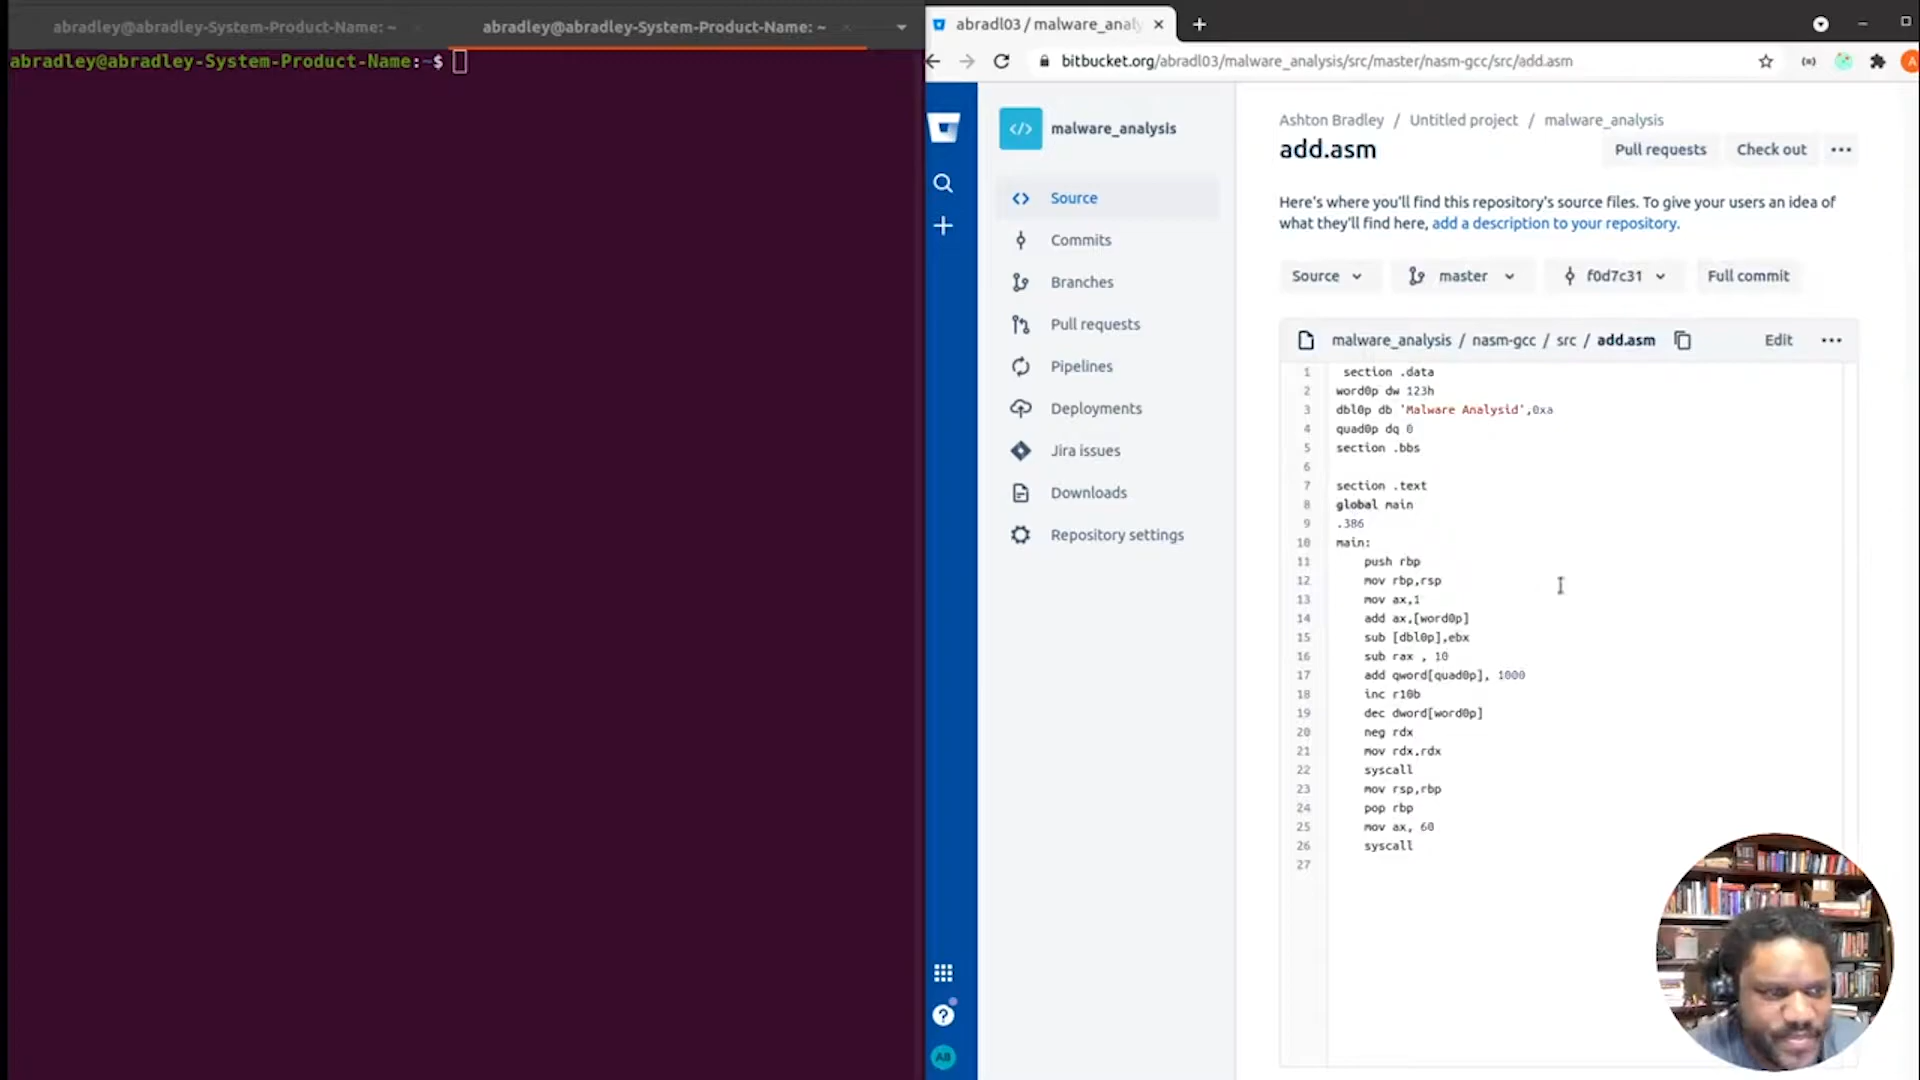 abradley@abradley-System-Product-Name: ~
abradley@abradley-System-Product-Name: ~
abradley@abradley-System-Product-Name:~$
abradl03 / malware_analy
bitbucket.org/abradl03/malware_analysis/src/master/nasm-gcc/src/add.asm
A
malware_analysis
Source
Commits
Branches
Pull requests
Pipelines
Deployments
Jira issues
Downloads
Repository settings
AB
Ashton Bradley / Untitled project / malware_analysis
add.asm
Pull requests
Check out
Here's where you'll find this repository's source files. To give your users an idea of
what they'll find here, add a description to your repository.
Source
master
f0d7c31
Full commit
malware_analysis / nasm-gcc / src / add.asm
Edit
1 section .data
2 word0p dw 123h
3 dbl0p db 'Malware Analysid',0xa
4 quad0p dq 0
5 section .bbs
6
7 section .text
8 global main
9 .386
10 main:
11 push rbp
12 mov rbp,rsp
13 mov ax,1
14 add ax,[word0p]
15 sub [dbl0p],ebx
16 sub rax , 10
17 add qword[quad0p], 1000
18 inc r10b
19 dec dword[word0p]
20 neg rdx
21 mov rdx,rdx
22 syscall
23 mov rsp,rbp
24 pop rbp
25 mov ax, 60
26 syscall
27